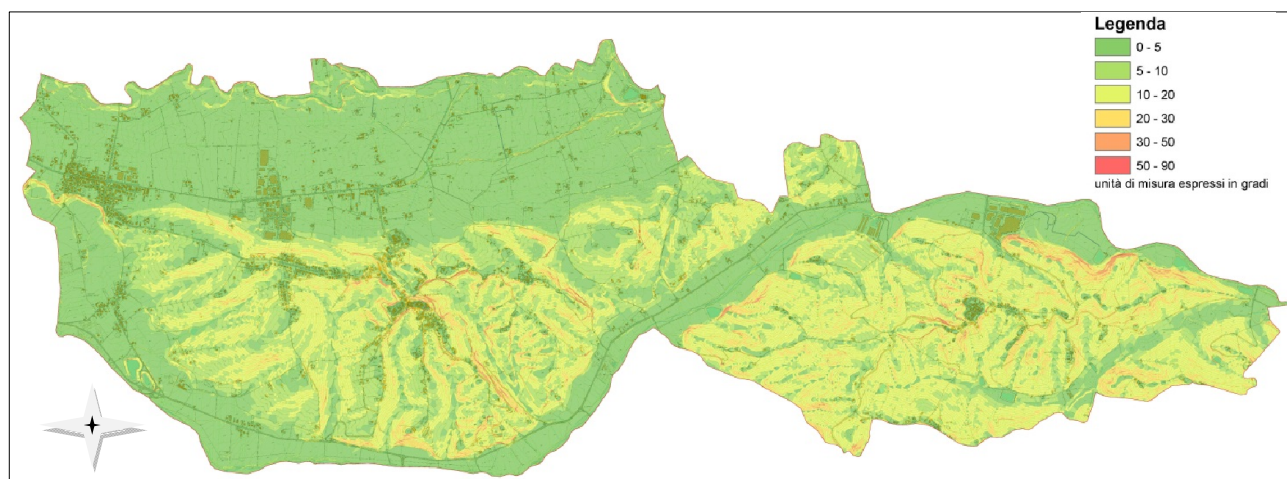 Legenda
0 - 5
5 - 10
10 - 20
20 - 30
30 - 50
50 - 90
unità di misura espressi in gradi